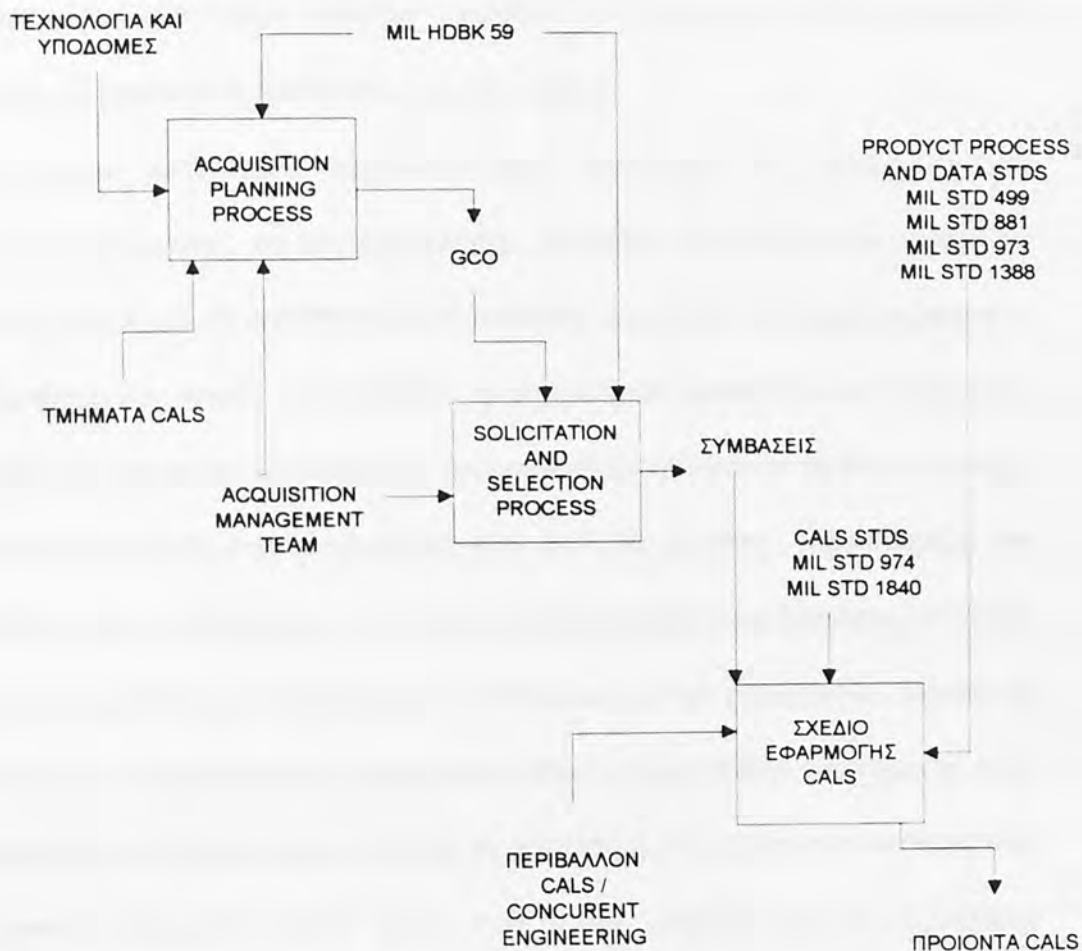 ΤΕΧΝΟΛΟΓΙΑ ΚΑΙ
ΥΠΟΔΟΜΕΣ
MIL HDBK 59
ACQUISITION
PLANNING
PROCESS
GCO
PRODYCT PROCESS
AND DATA STDS
MIL STD 499
MIL STD 881
MIL STD 973
MIL STD 1388
ΤΜΗΜΑΤΑ CALS
SOLICITATION
AND
SELECTION
PROCESS
ΣΥΜΒΑΣΕΙΣ
ACQUISITION
MANAGEMENT
TEAM
CALS STDS
MIL STD 974
MIL STD 1840
ΣΧΕΔΙΟ
ΕΦΑΡΜΟΓΗΣ
CALS
ΠΕΡΙΒΑΛΛΟΝ
CALS /
CONCURENT
ENGINEERING
ΠΡΟΙΟΝΤΑ CALS